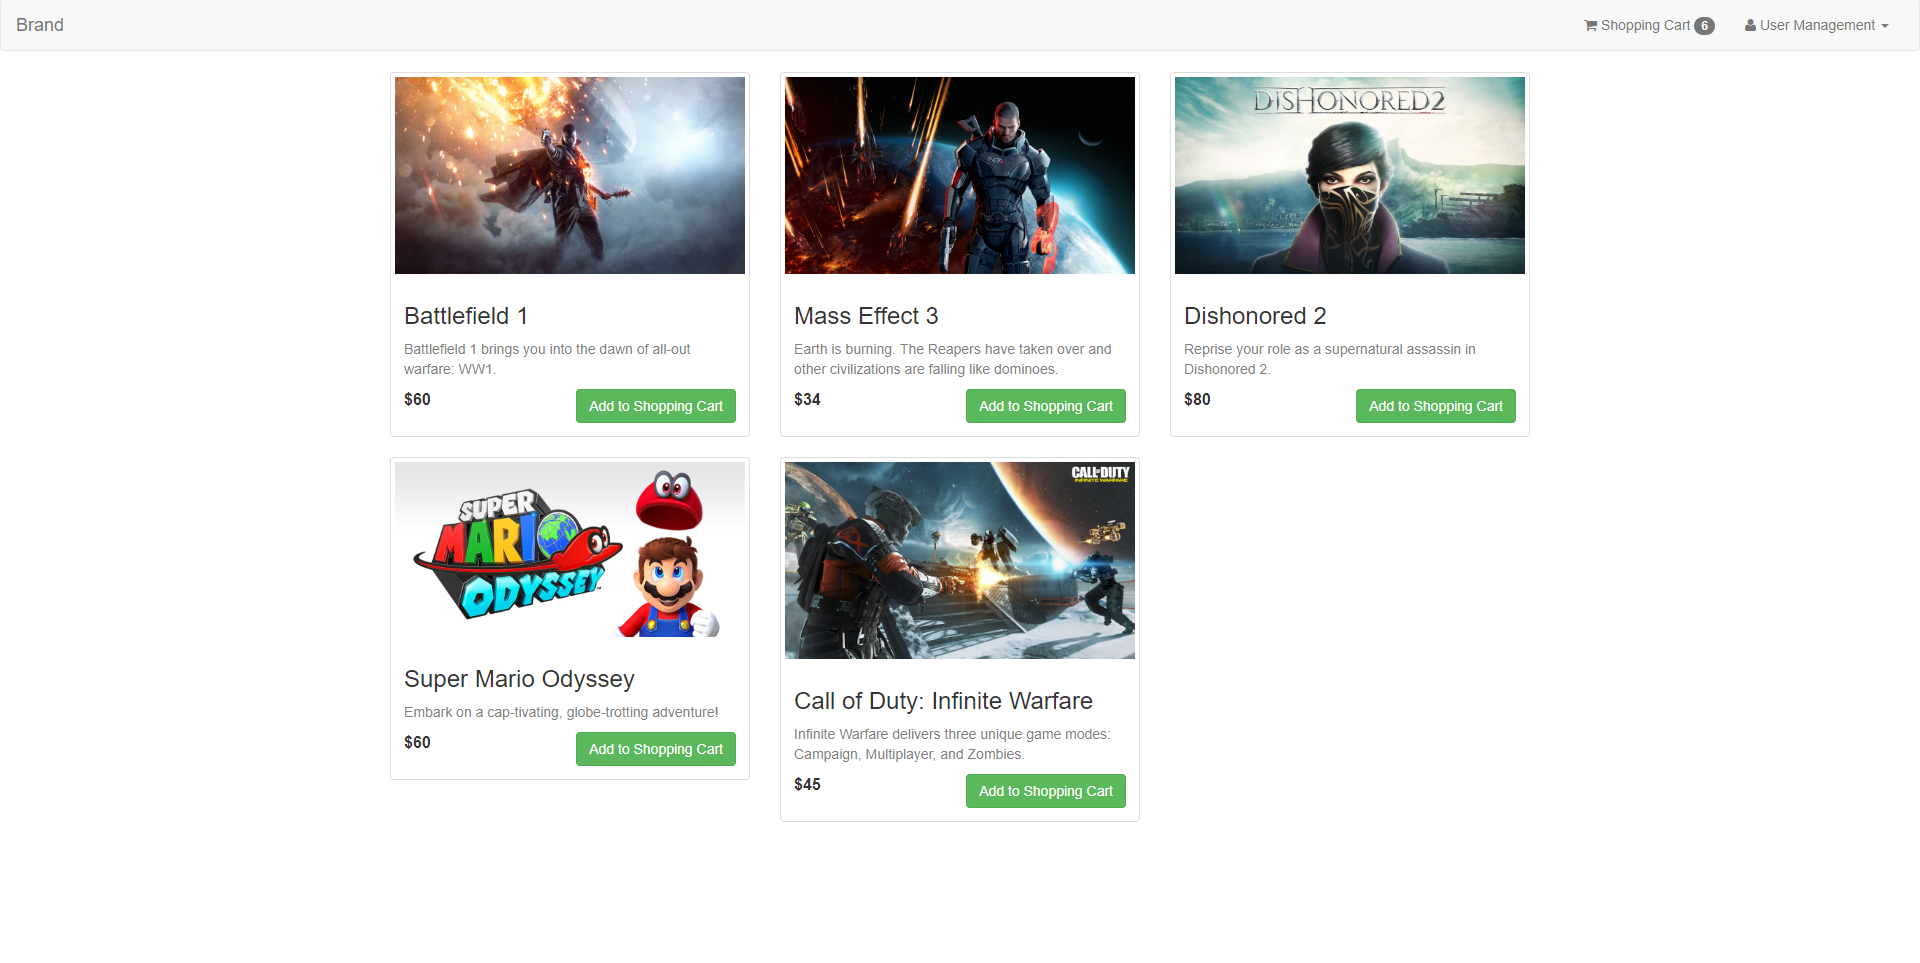 Brand
Shopping Cart 6
User Management
DISHONORED2
N7
Battlefield 1
Battlefield 1 brings you into the dawn of all-out
warfare: WW1.
$60
Add to Shopping Cart
Mass Effect 3
Earth is burning. The Reapers have taken over and
other civilizations are falling like dominoes.
$34
Add to Shopping Cart
Dishonored 2
Reprise your role as a supernatural assassin in
Dishonored 2.
$80
Add to Shopping Cart
SUPER
MARIO
ODYSSEY
CALL OF DUTY
INFINITE WARFARE
Super Mario Odyssey
Embark on a cap-tivating, globe-trotting adventure!
$60
Add to Shopping Cart
Call of Duty: Infinite Warfare
Infinite Warfare delivers three unique game modes:
Campaign, Multiplayer, and Zombies.
$45
Add to Shopping Cart